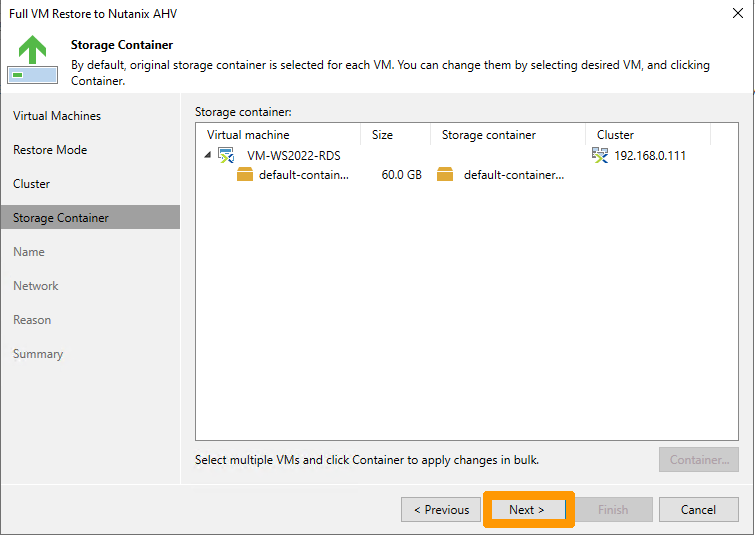 Full VM Restore to Nutanix AHV
Storage Container
By default, original storage container is selected for each VM. You can change them by selecting desired VM, and clicking
Container.
Virtual Machines
Restore Mode
Cluster
Storage Container
Name
Network
Reason
Summary
Storage container:
Virtual machine Size Storage container Cluster
VM-WS2022-RDS 192.168.0.111
default-contain... 60.0 GB default-container...
Select multiple VMs and click Container to apply changes in bulk.
Container...
< Previous Next > Finish Cancel